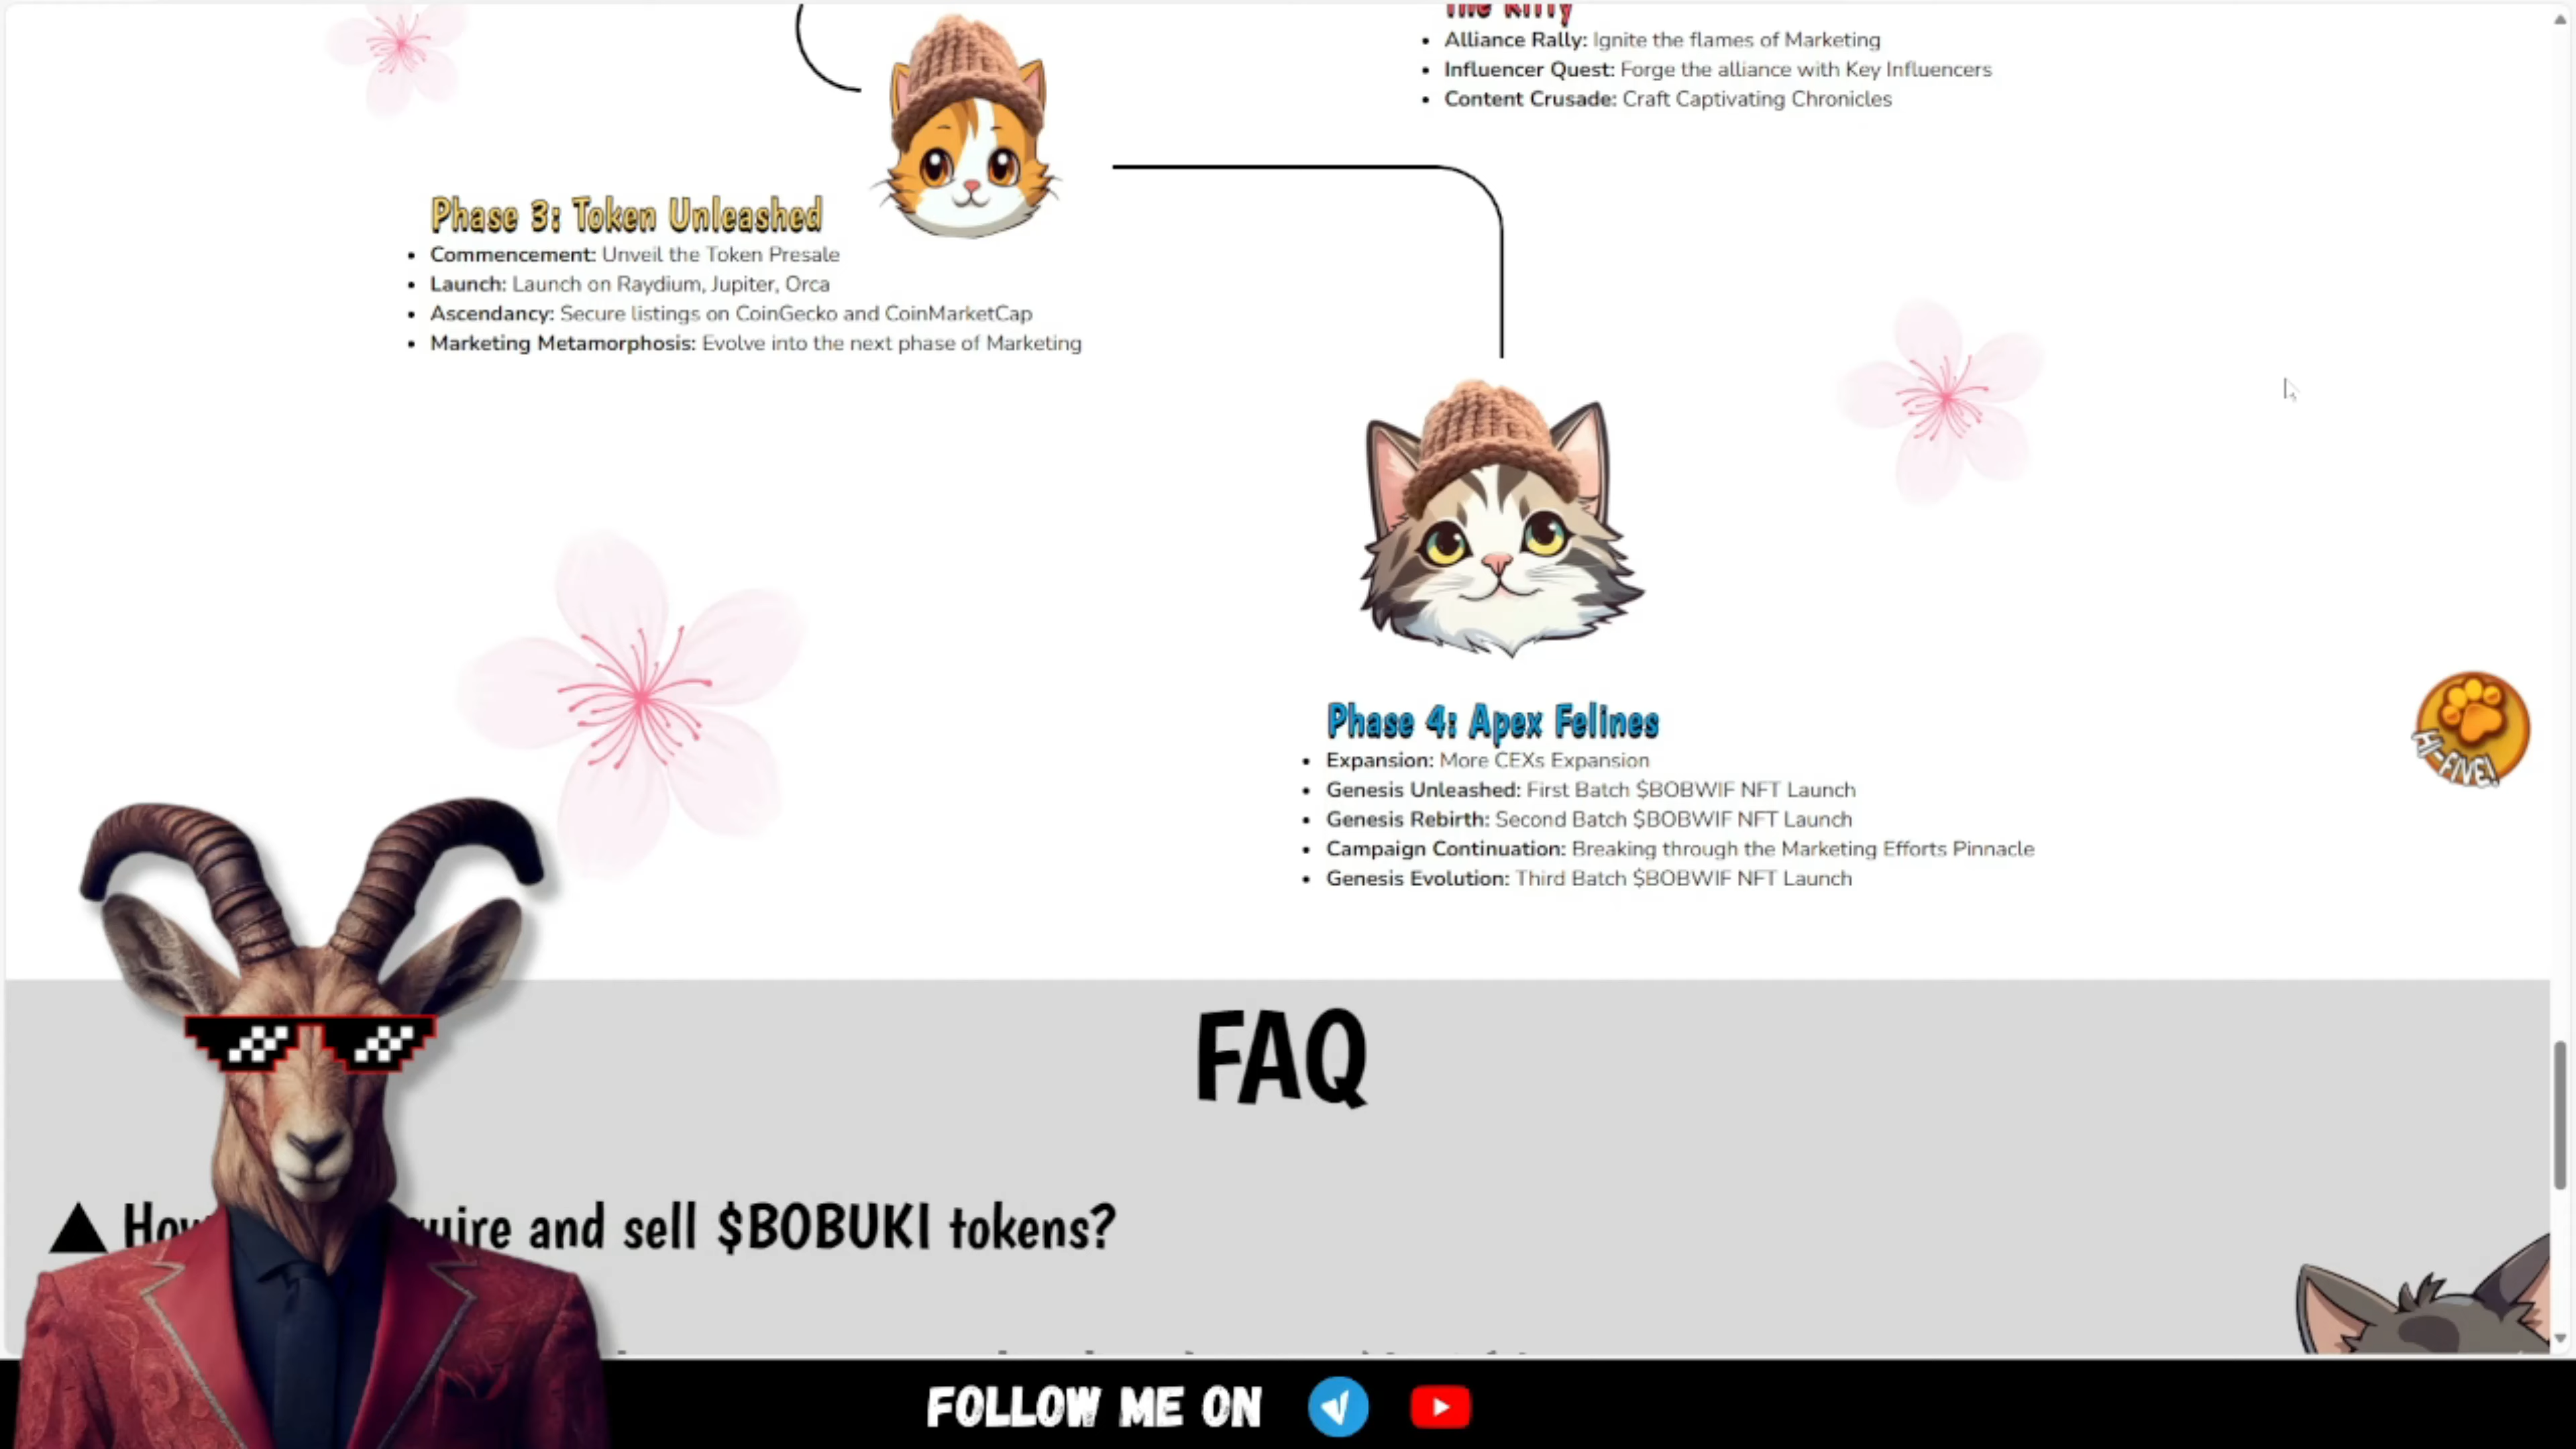 Alliance Rally: Ignite the flames of Marketing
Influencer Quest: Forge the alliance with Key Influencers
Content Crusade: Craft Captivating Chronicles
Phase 3: Token Unleashed
Commencement: Unveil the Token Presale
Launch: Launch on Raydium, Jupiter, Orca
Ascendancy: Secure listings on CoinGecko and CoinMarketCap
Marketing Metamorphosis: Evolve into the next phase of Marketing
HI-FIVE!
Phase 4: Apex Felines
Expansion: More CEXs Expansion
Genesis Unleashed: First Batch $BOBWIF NFT Launch
Genesis Rebirth: Second Batch $BOBWIF NFT Launch
Campaign Continuation: Breaking through the Marketing Efforts Pinnacle
Genesis Evolution: Third Batch $BOBWIF NFT Launch
FAQ
and sell $BOBUKI tokens?
FOLLOW ME ON